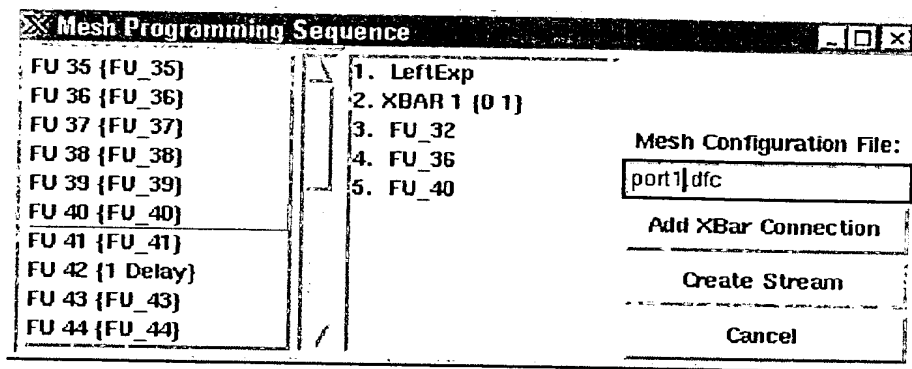 Mesh Programming Sequence
FU 35 {FU_35}
FU 36 {FU_36}
FU 37 {FU_37}
FU 38 {FU_38}
FU 39 {FU_39}
FU 40 {FU_40}
FU 41 {FU_41}
FU 42 {1 Delay}
FU 43 {FU_43}
FU 44 {FU_44}
1. LeftExp
2. XBAR 1 {0 1}
3. FU_32
4. FU_36
5. FU_40
Mesh Configuration File:
port1.dfc
Add XBar Connection
Create Stream
Cancel